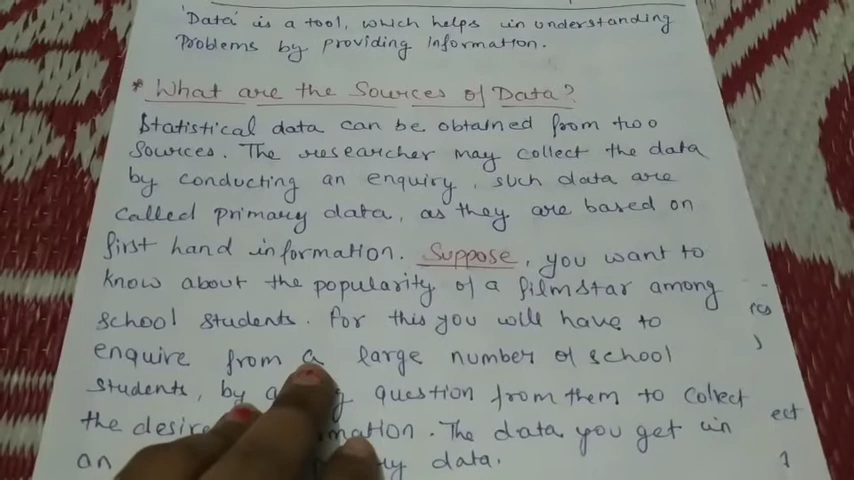 'Data' is a tool, which helps in understanding
Problems by providing information.
* What are the Sources of Data?
Statistical data can be obtained from two
Sources. The researcher may collect the data
by conducting an enquiry, such data are
called primary data, as they are based on
first hand information. Suppose, you want to
know about the popularity of a filmstar among
school students. For this you will have to
enquire from a large number of school
students, by question from them to collect
the desire mation. The data you get in
an data.